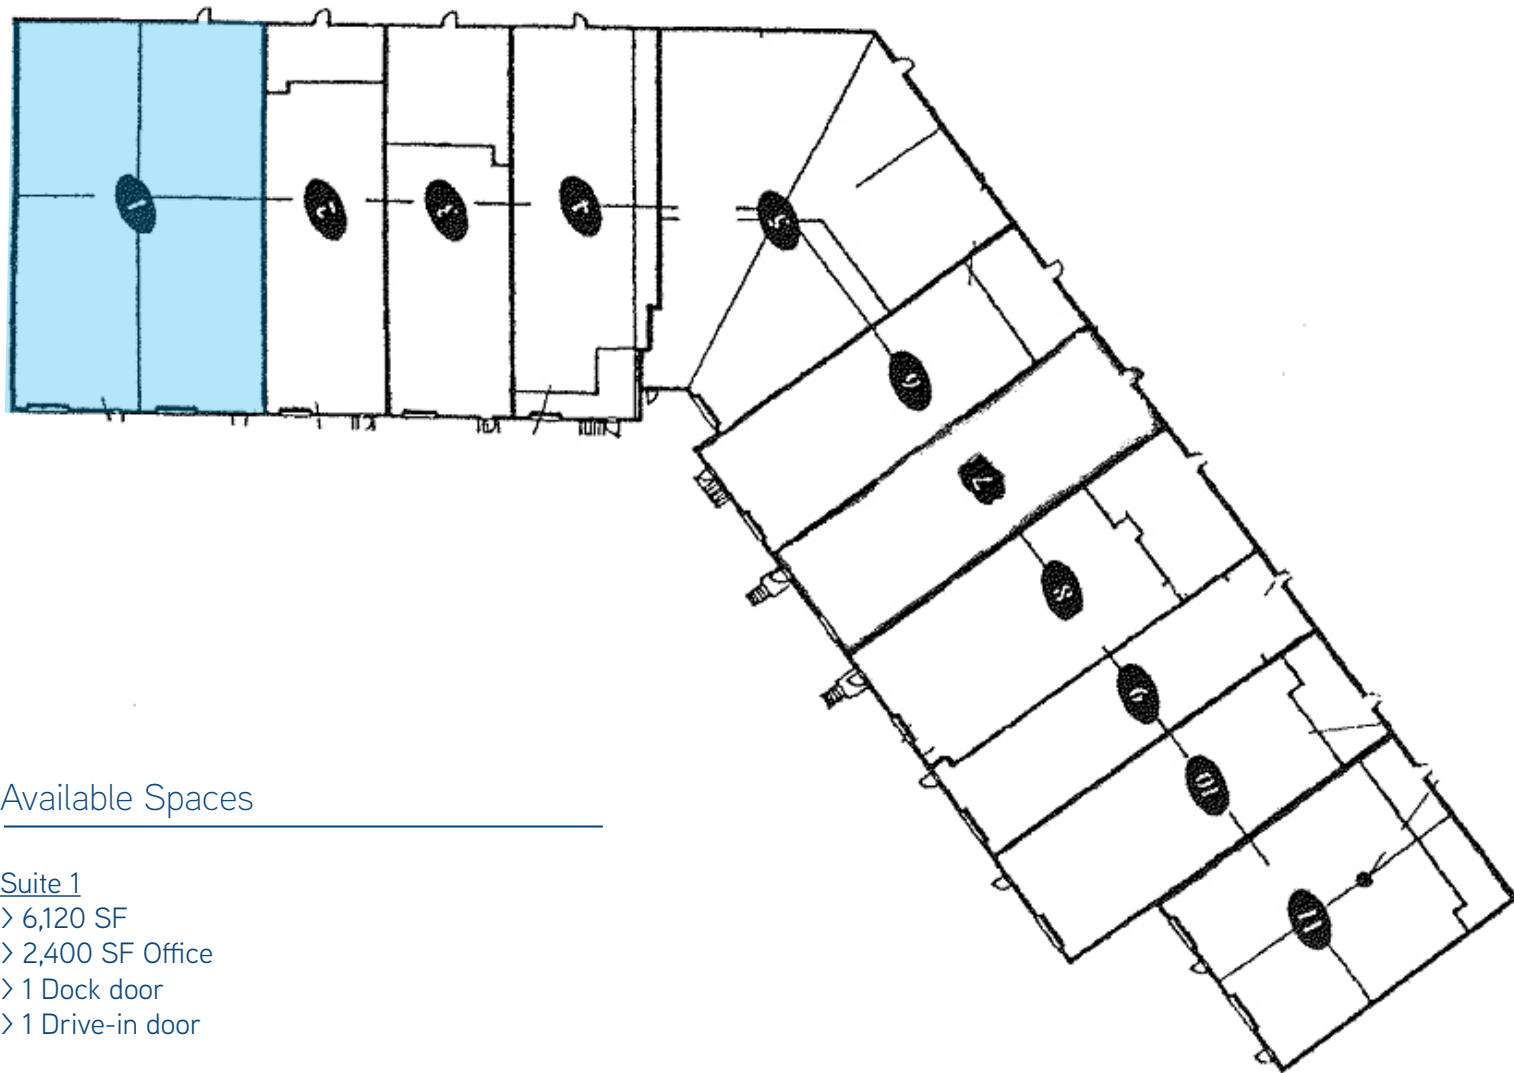 1
2
3
4
5
6
7
8
9
10
11
Available Spaces
Suite 1
> 6,120 SF
> 2,400 SF Office
> 1 Dock door
> 1 Drive-in door